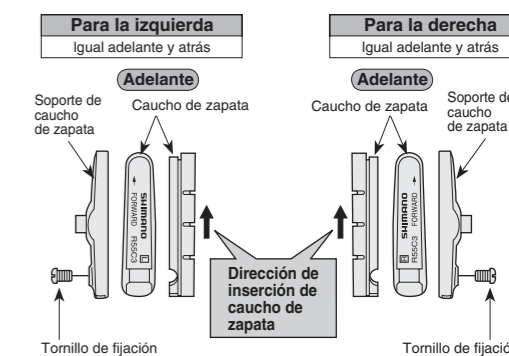 Para la izquierda
Igual adelante y atrás
Adelante
Soporte de
caucho
de zapata
Caucho de zapata
FORWARD
SHIMANO
R55C3
L
Tornillo de fijación
Dirección de
inserción de
caucho de
zapata
Para la derecha
Igual adelante y atrás
Adelante
Caucho de zapata
Soporte de
caucho
de zapata
SHIMANO
FORWARD
R
R55C3
Tornillo de fijación